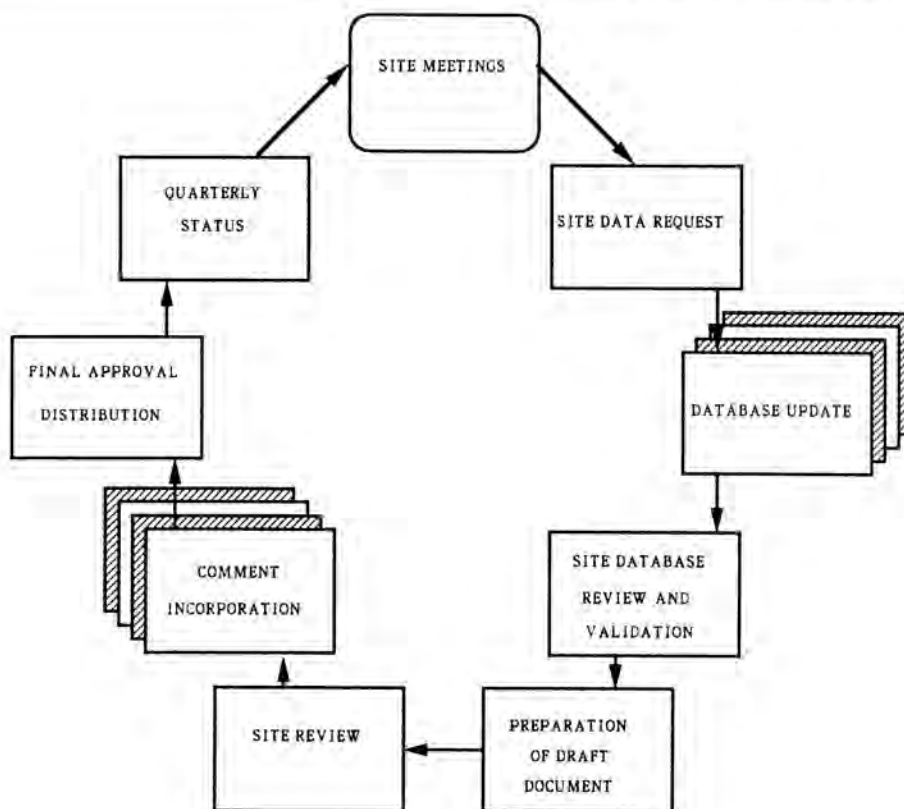 SITE MEETINGS
SITE DATA REQUEST
DATABASE UPDATE
SITE DATABASE
REVIEW AND
VALIDATION
PREPARATION
OF DRAFT
DOCUMENT
SITE REVIEW
COMMENT
INCORPORATION
FINAL APPROVAL
DISTRIBUTION
QUARTERLY
STATUS